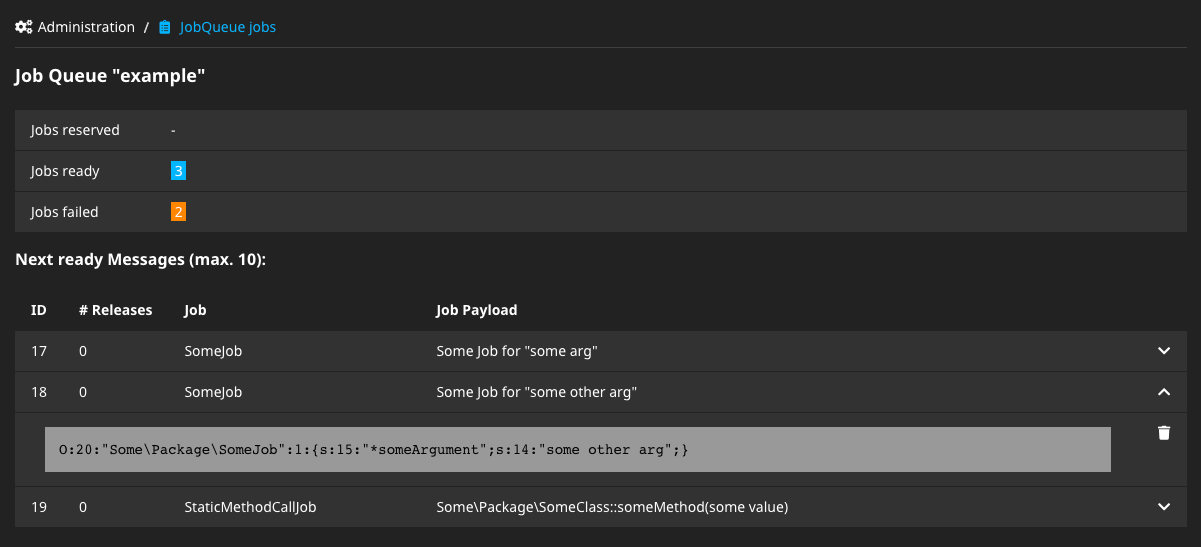 Administration / JobQueue jobs
Job Queue "example"
Jobs reserved -
Jobs ready 3
Jobs failed 2
Next ready Messages (max. 10):
ID # Releases Job Job Payload
17 0 SomeJob Some Job for "some arg"
18 0 SomeJob Some Job for "some other arg"
O:20:"Some\Package\SomeJob":1:{s:15:"*someArgument";s:14:"some other arg";}
19 0 StaticMethodCallJob Some\Package\SomeClass::someMethod(some value)